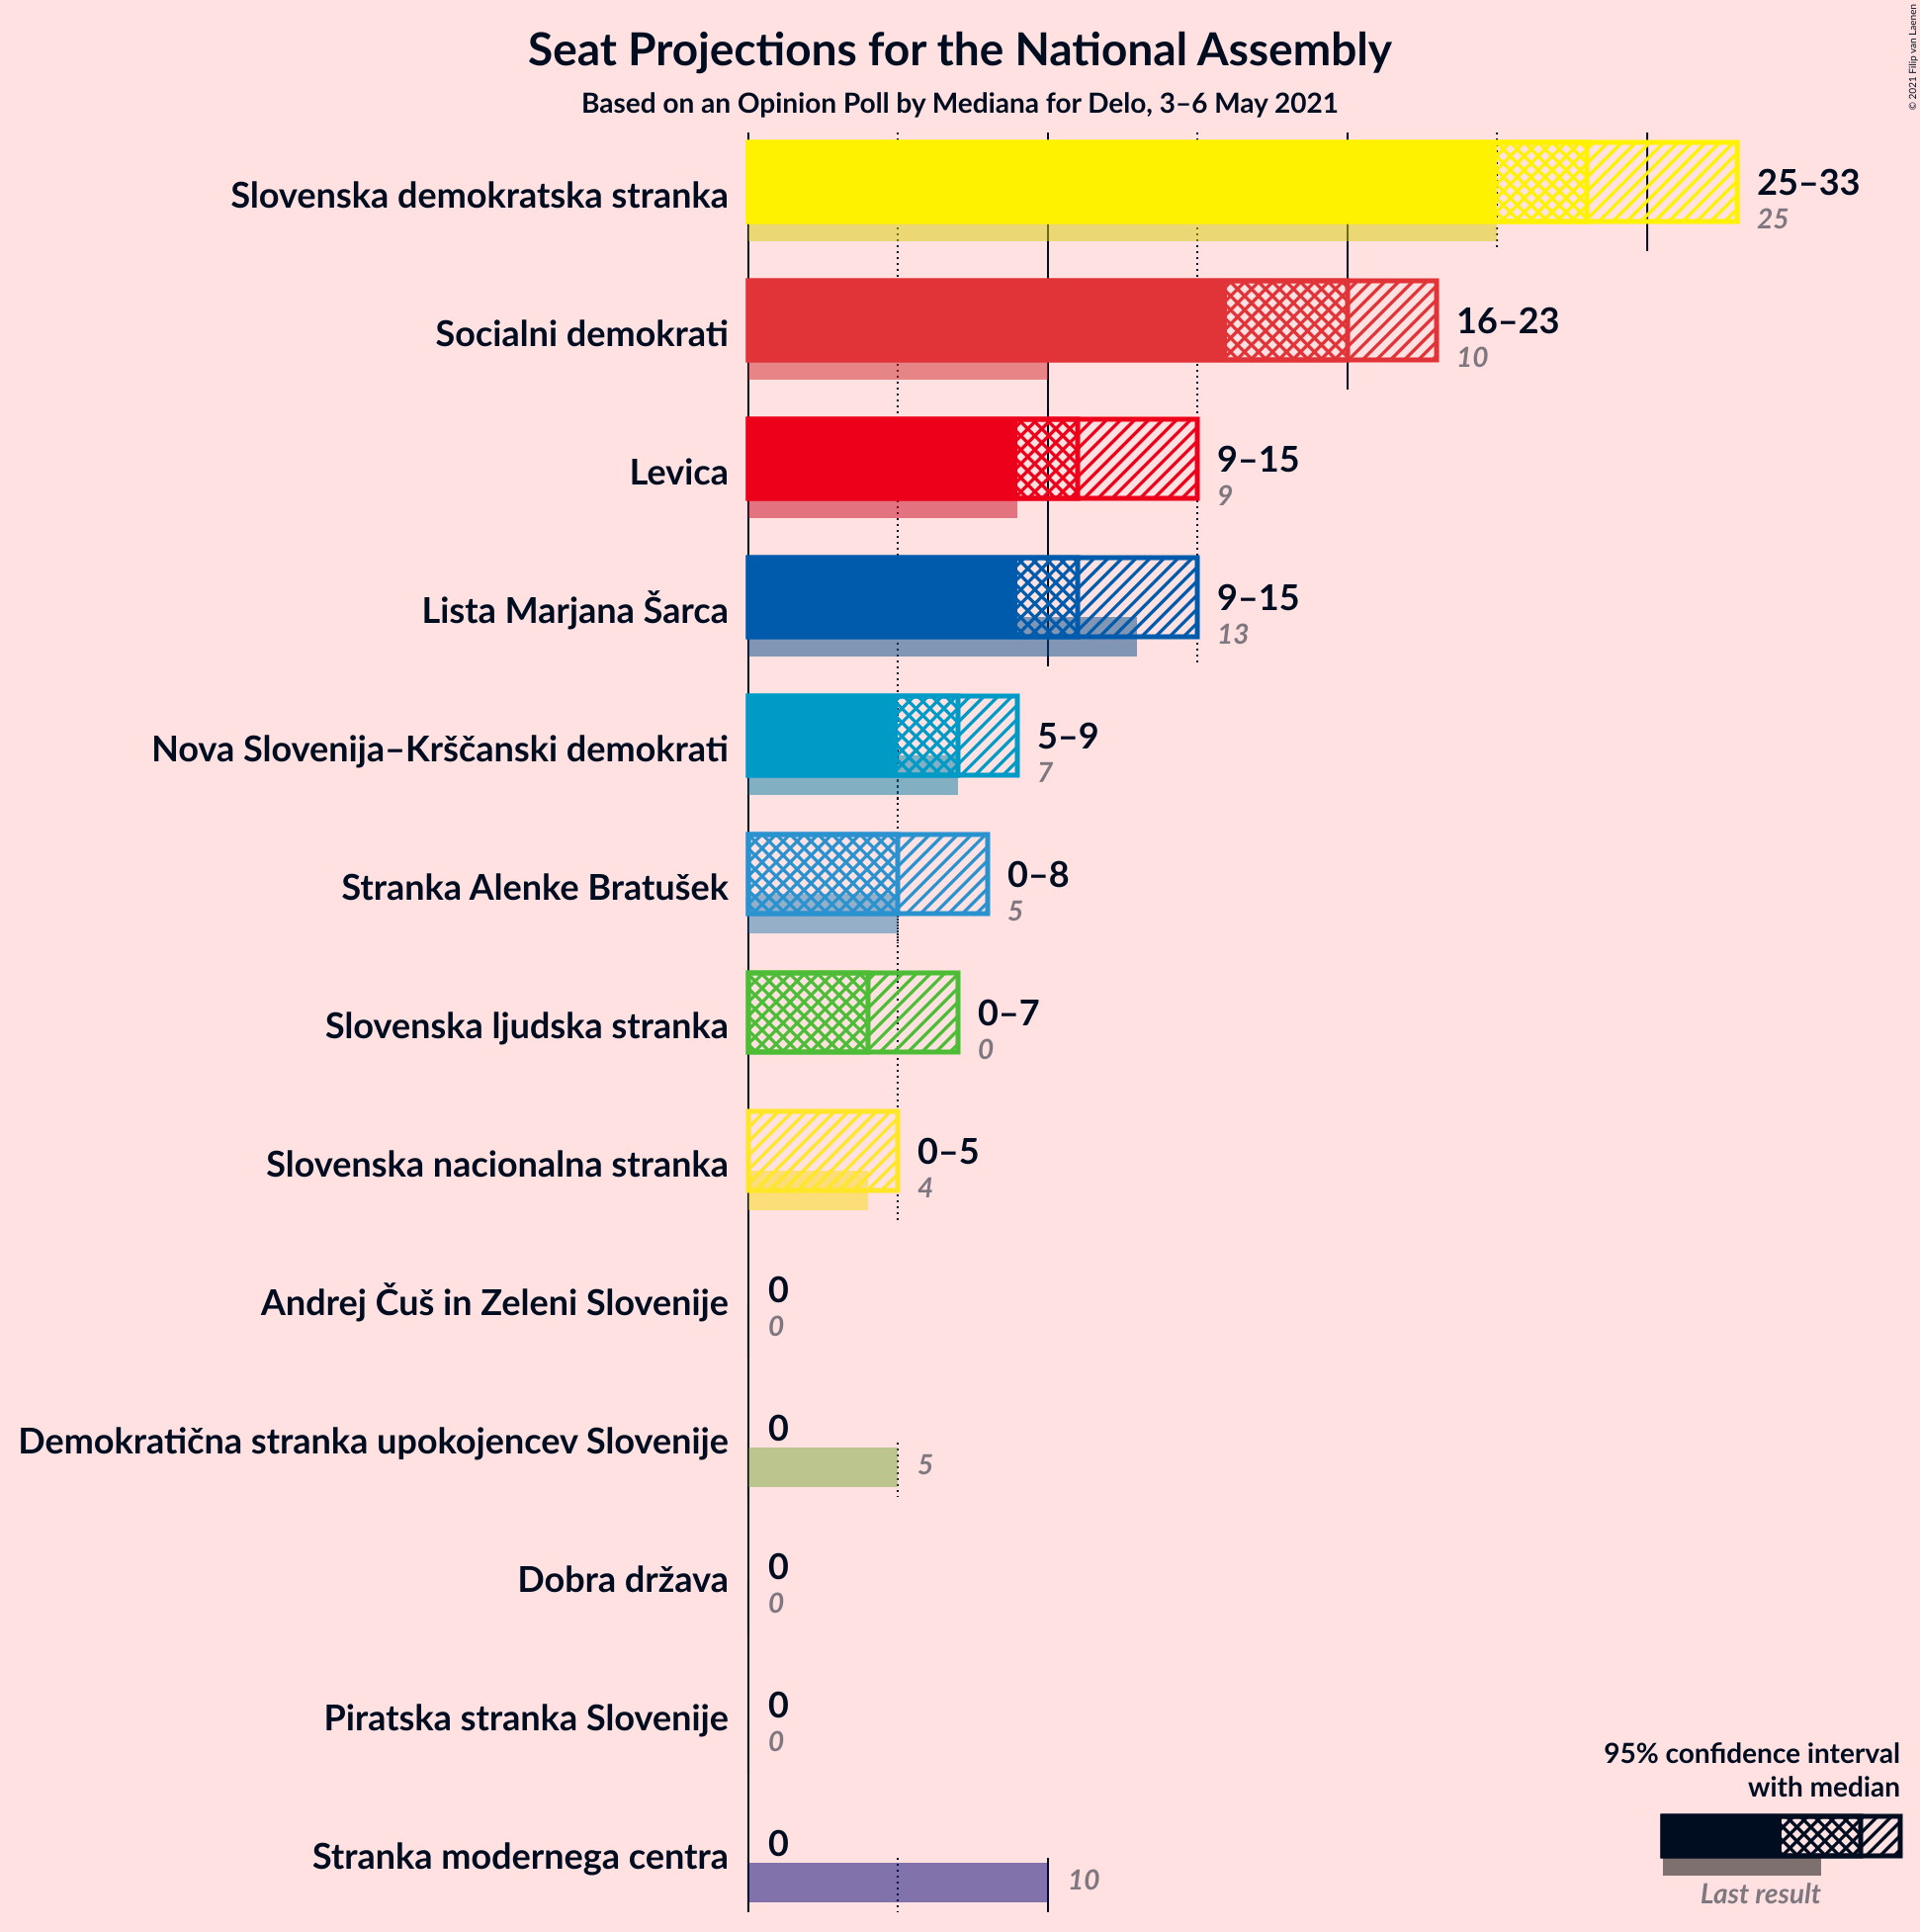 Seat Projections for the National Assembly
Based on an Opinion Poll by Mediana for Delo, 3–6 May 2021
© 2021 Filip van Laenen
Slovenska demokratska stranka
25–33
25
Socialni demokrati
16–23
10
Levica
9–15
9
Lista Marjana Šarca
9–15
13
Nova Slovenija–Krščanski demokrati
5–9
7
Stranka Alenke Bratušek
0–8
5
Slovenska ljudska stranka
0–7
0
Slovenska nacionalna stranka
0–5
4
Andrej Čuš in Zeleni Slovenije
0
0
Demokratična stranka upokojencev Slovenije
0
5
Dobra država
0
0
Piratska stranka Slovenije
0
0
Stranka modernega centra
0
10
95% confidence interval
with median
Last result